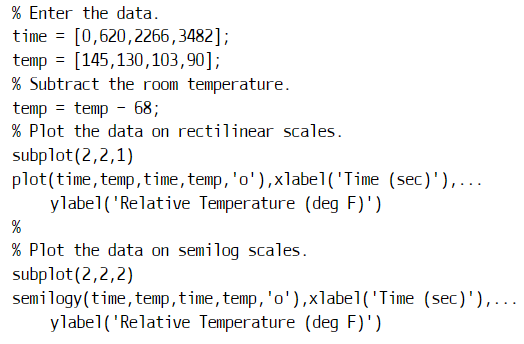 % Enter the data.
time = [0,620,2266,3482];
temp = [145,130,103,90];
% Subtract the room temperature.
temp = temp - 68;
% Plot the data on rectilinear scales.
subplot(2,2,1)
plot(time,temp,time,temp,'o'),xlabel('Time (sec)'),...
ylabel('Relative Temperature (deg F)')
%
% Plot the data on semilog scales.
subplot(2,2,2)
semilogy(time,temp,time,temp,'o'),xlabel('Time (sec)'),...
ylabel('Relative Temperature (deg F)')